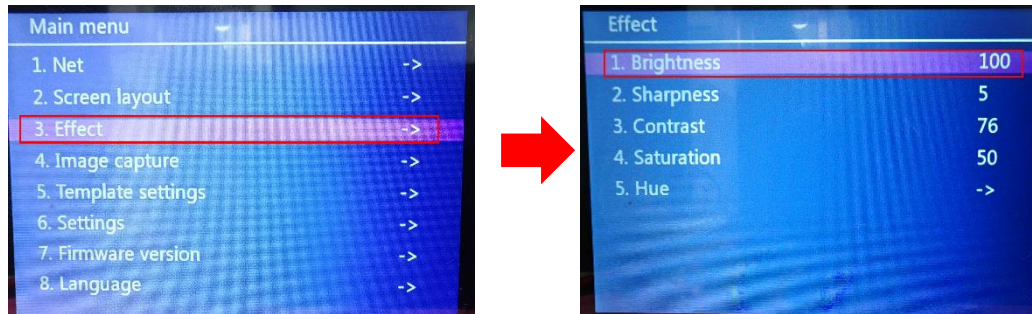 Main menu
1. Net ->
2. Screen layout ->
3. Effect ->
4. Image capture ->
5. Template settings ->
6. Settings ->
7. Firmware version ->
8. Language ->
Effect
1. Brightness 100
2. Sharpness 5
3. Contrast 76
4. Saturation 50
5. Hue ->